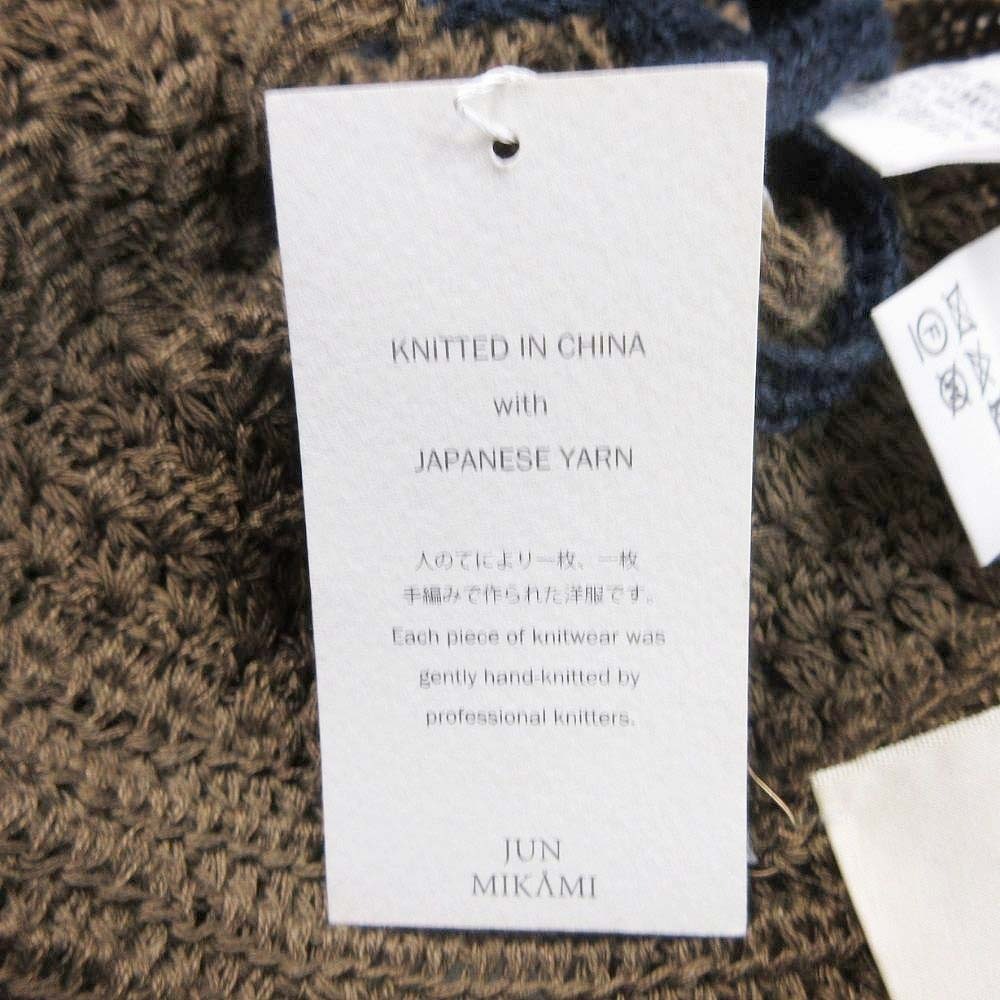 KNITTED IN CHINA
with
JAPANESE YARN
人のてにより一枚、一枚
手編みで作られた洋服です。
Each piece of knitwear was
gently hand-knitted by
professional knitters.
JUN
MIKÅMI